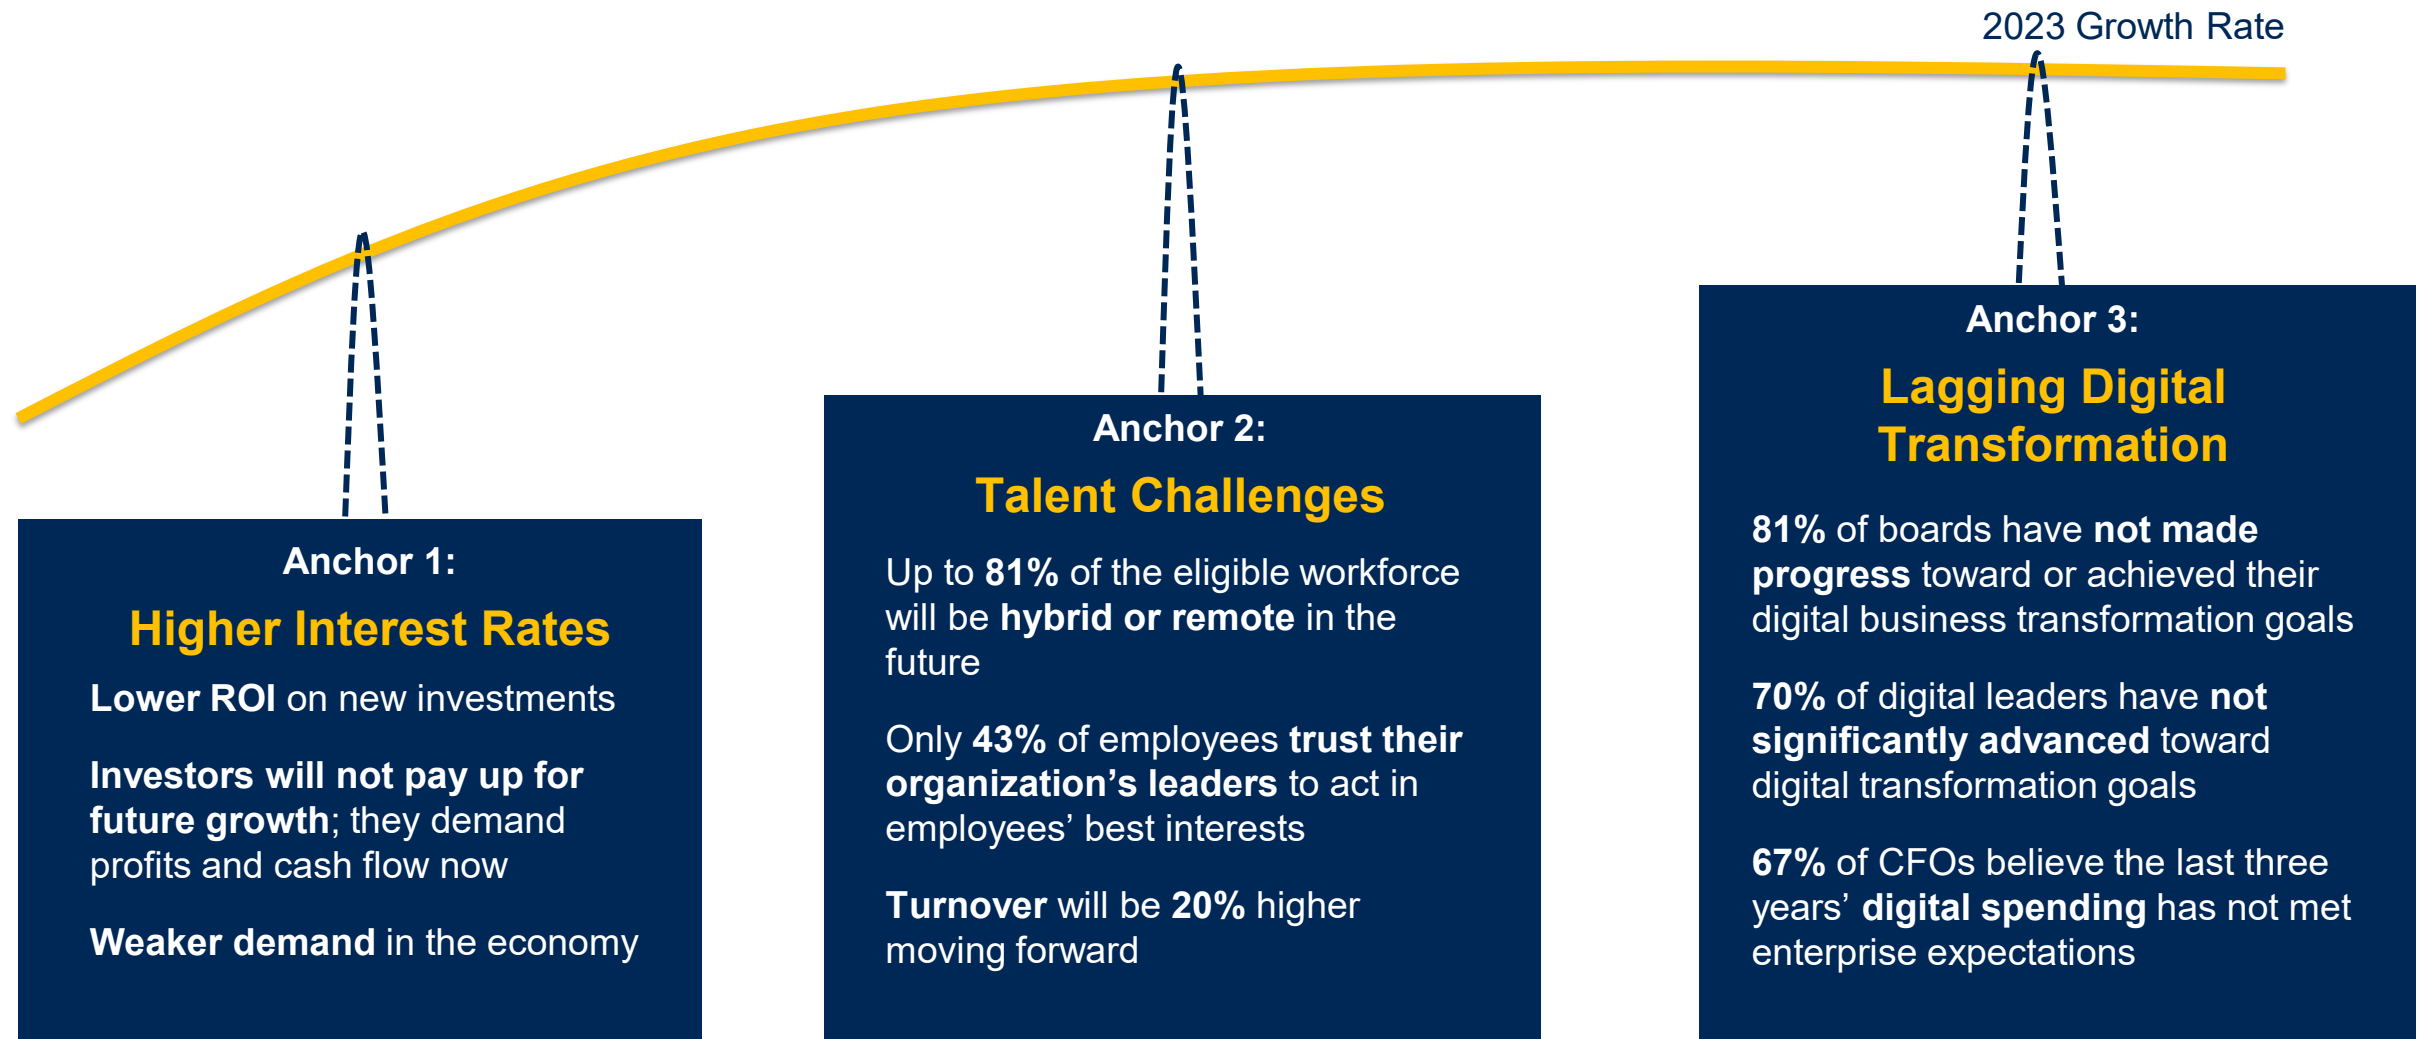 2023 Growth Rate
Anchor 1:
Higher Interest Rates
Lower ROI on new investments
Investors will not pay up for
future growth; they demand
profits and cash flow now
Weaker demand in the economy
Anchor 2:
Talent Challenges
Up to 81% of the eligible workforce
will be hybrid or remote in the
future
Only 43% of employees trust their
organization’s leaders to act in
employees’ best interests
Turnover will be 20% higher
moving forward
Anchor 3:
Lagging Digital
Transformation
81% of boards have not made
progress toward or achieved their
digital business transformation goals
70% of digital leaders have not
significantly advanced toward
digital transformation goals
67% of CFOs believe the last three
years’ digital spending has not met
enterprise expectations